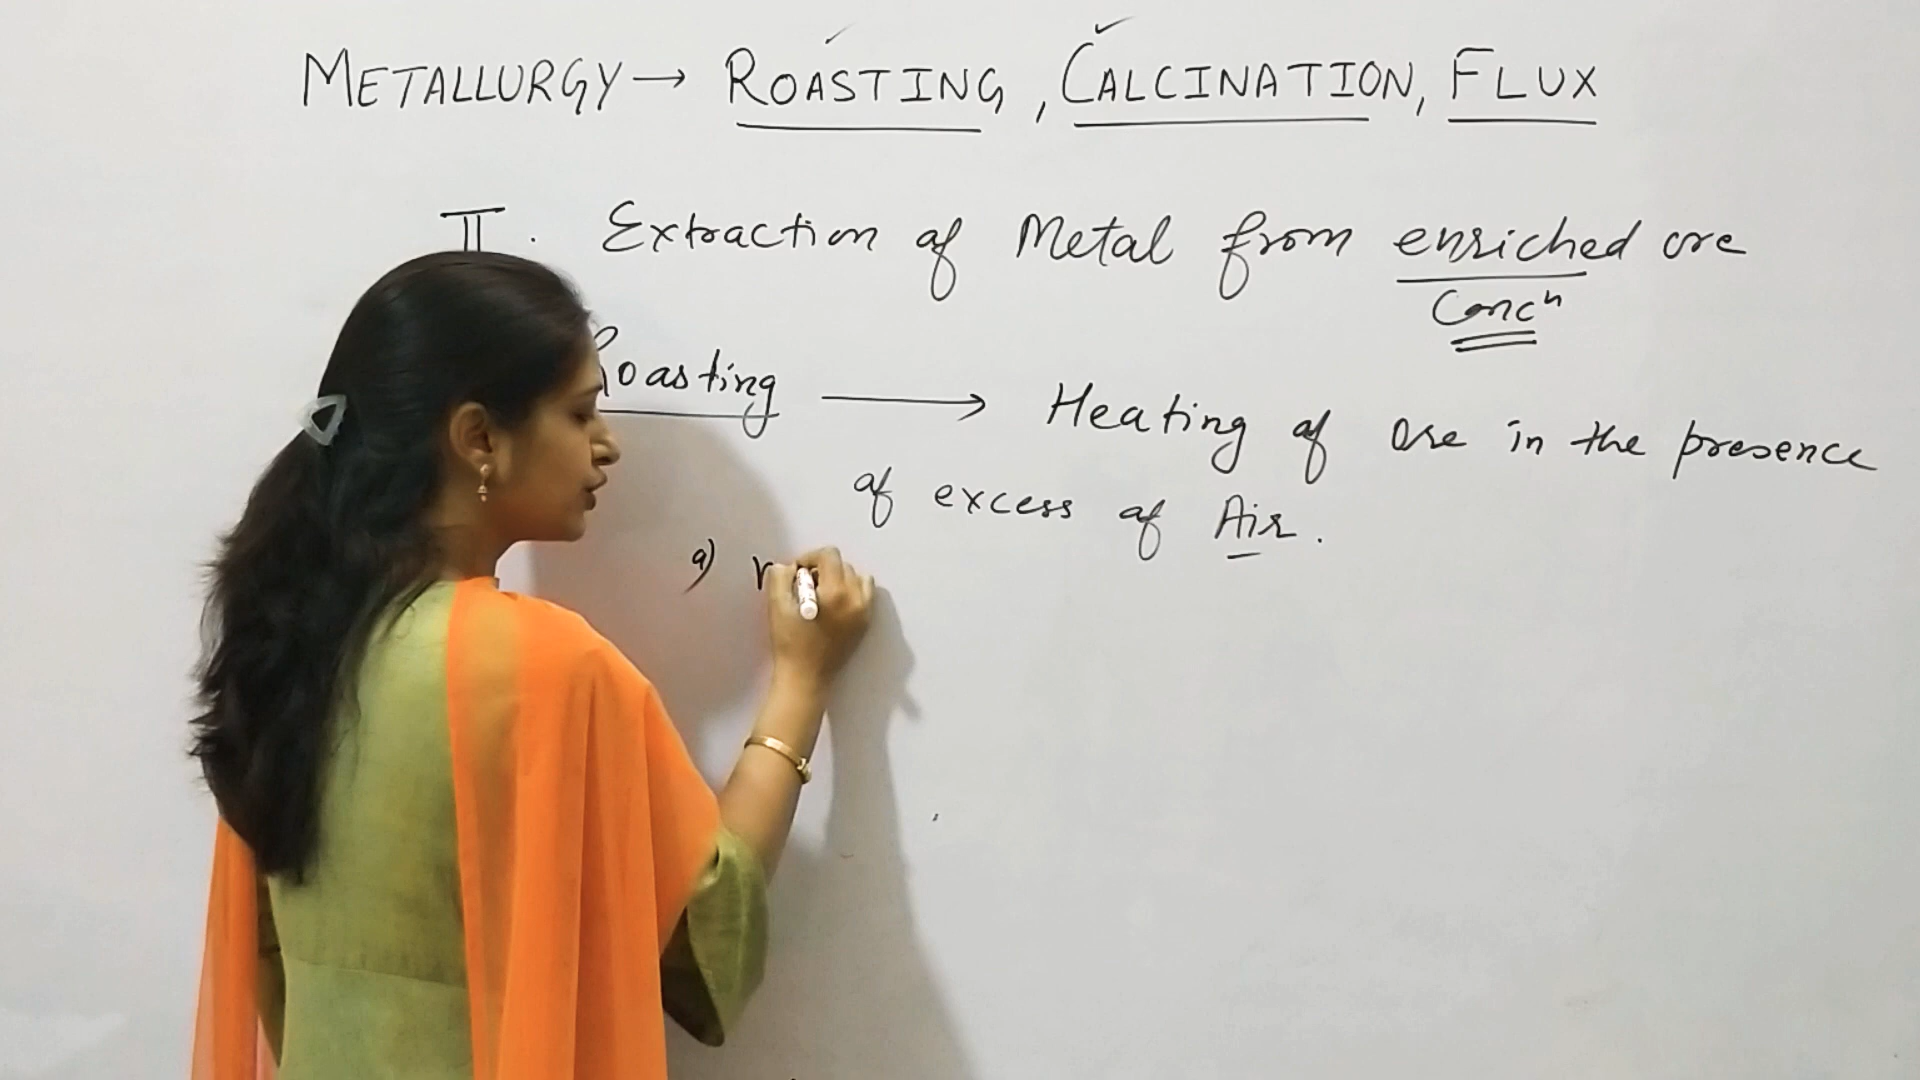 METALLURGY → ROASTING, CALCINATION, FLUX
II. Extraction of Metal from enriched ore
Concⁿ
Roasting → Heating of ore in the presence
of excess of Air.
a)